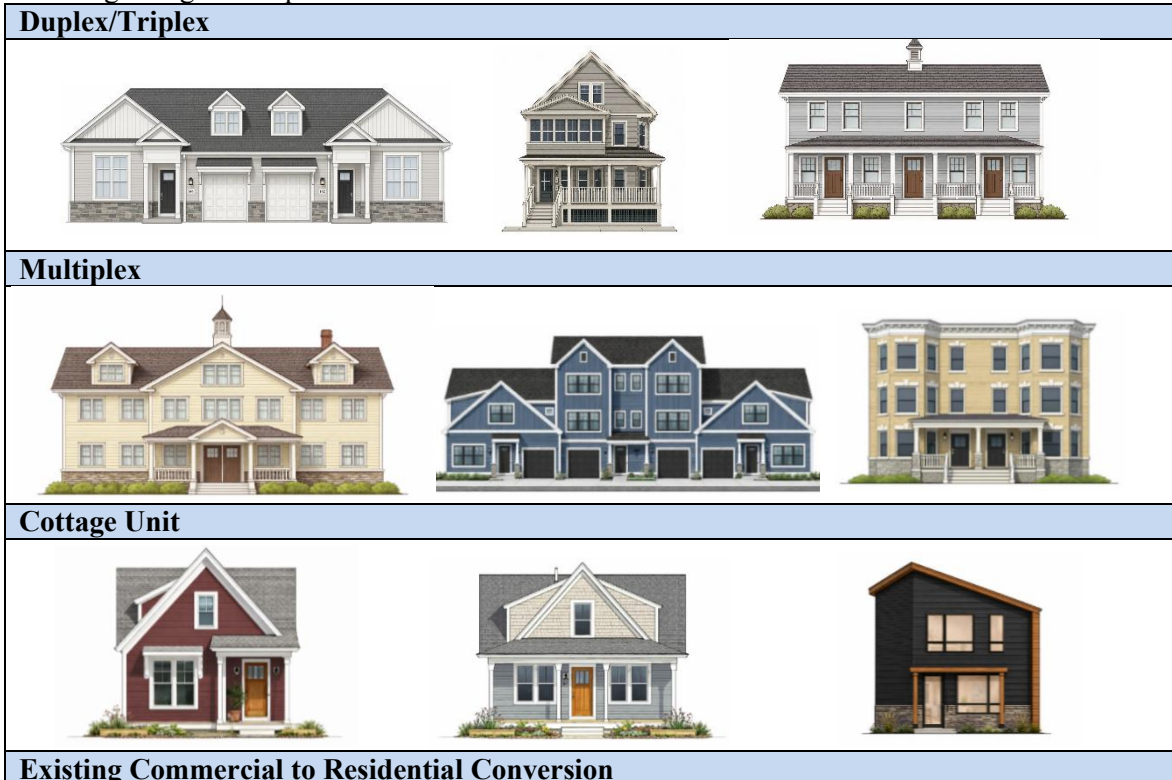 Duplex/Triplex
Multiplex
Cottage Unit
Existing Commercial to Residential Conversion